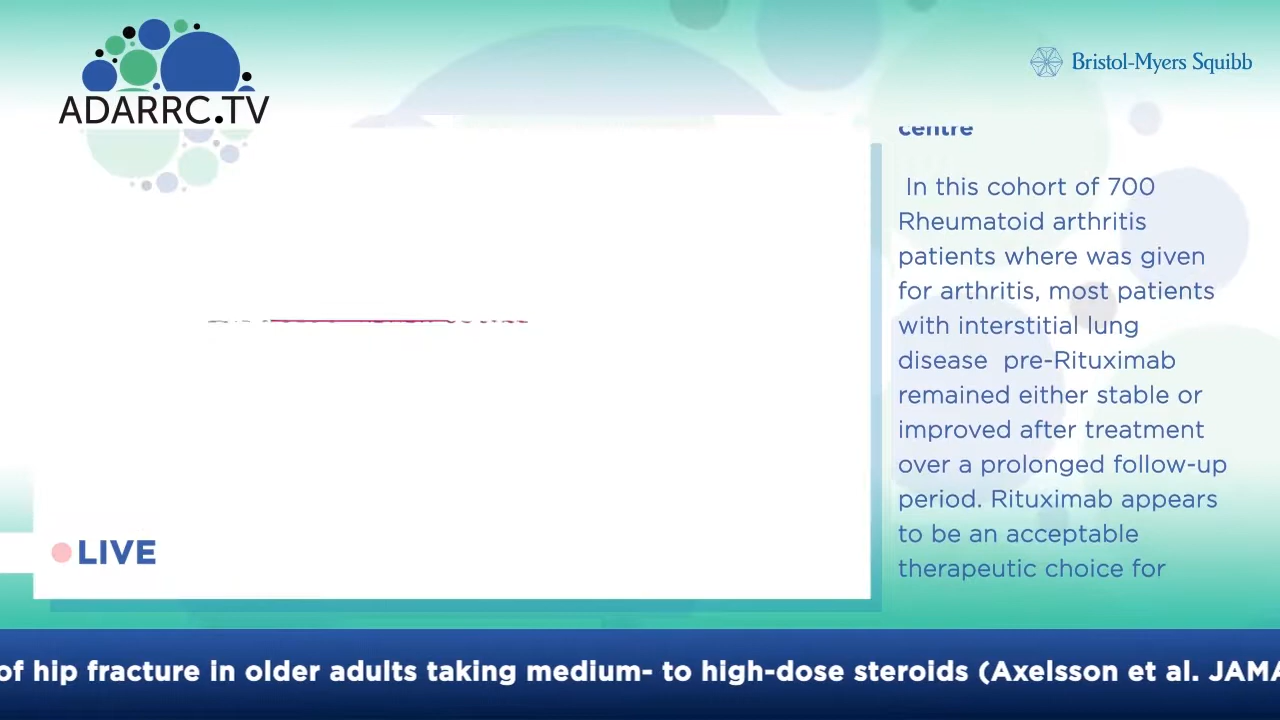 ADARRC.TV
Bristol-Myers Squibb
centre
In this cohort of 700
Rheumatoid arthritis
patients where was given
for arthritis, most patients
with interstitial lung
disease pre-Rituximab
remained either stable or
improved after treatment
over a prolonged follow-up
period. Rituximab appears
to be an acceptable
therapeutic choice for
LIVE
of hip fracture in older adults taking medium- to high-dose steroids (Axelsson et al. JAMA